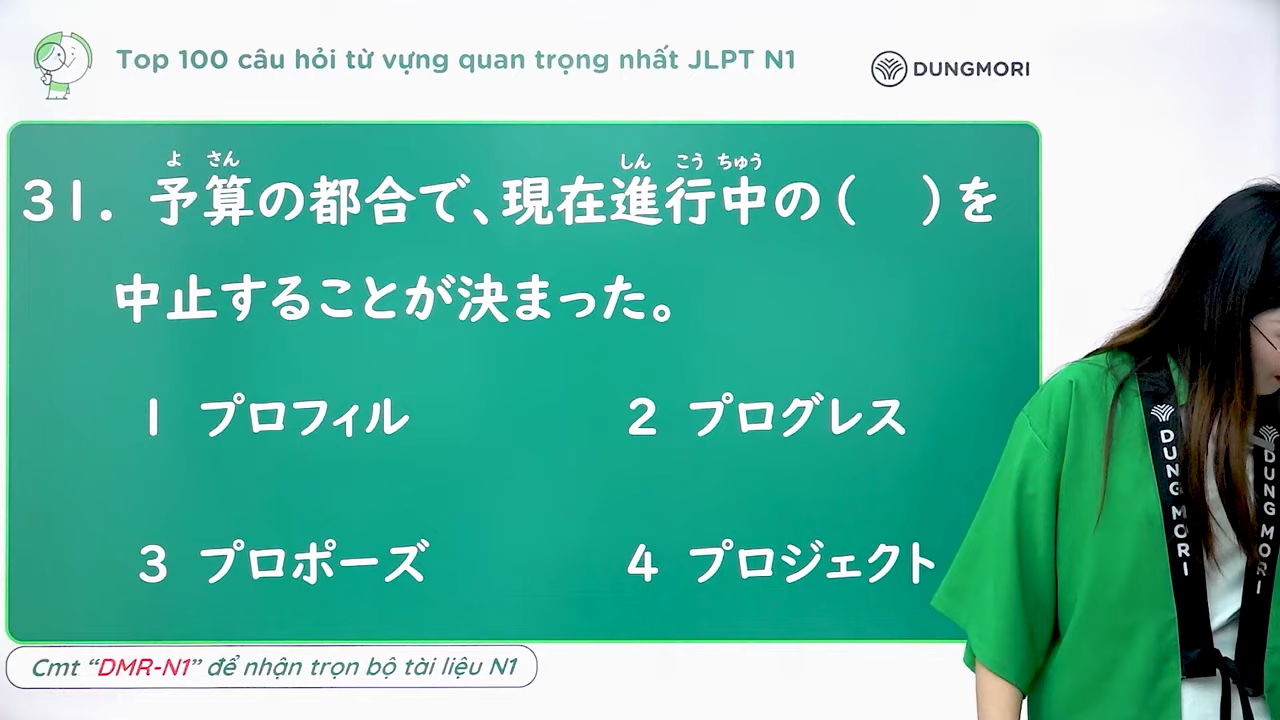 Top 100 câu hỏi từ vựng quan trọng nhất JLPT N1
DUNGMORI
よ さん しん こう ちゅう
31. 予算の都合で、現在進行中の( )を
中止することが決まった。
1 プロフィル
2 プログレス
3 プロポーズ
4 プロジェクト
Cmt “DMR-N1” để nhận trọn bộ tài liệu N1
DUNG MORI
DUNG MORI